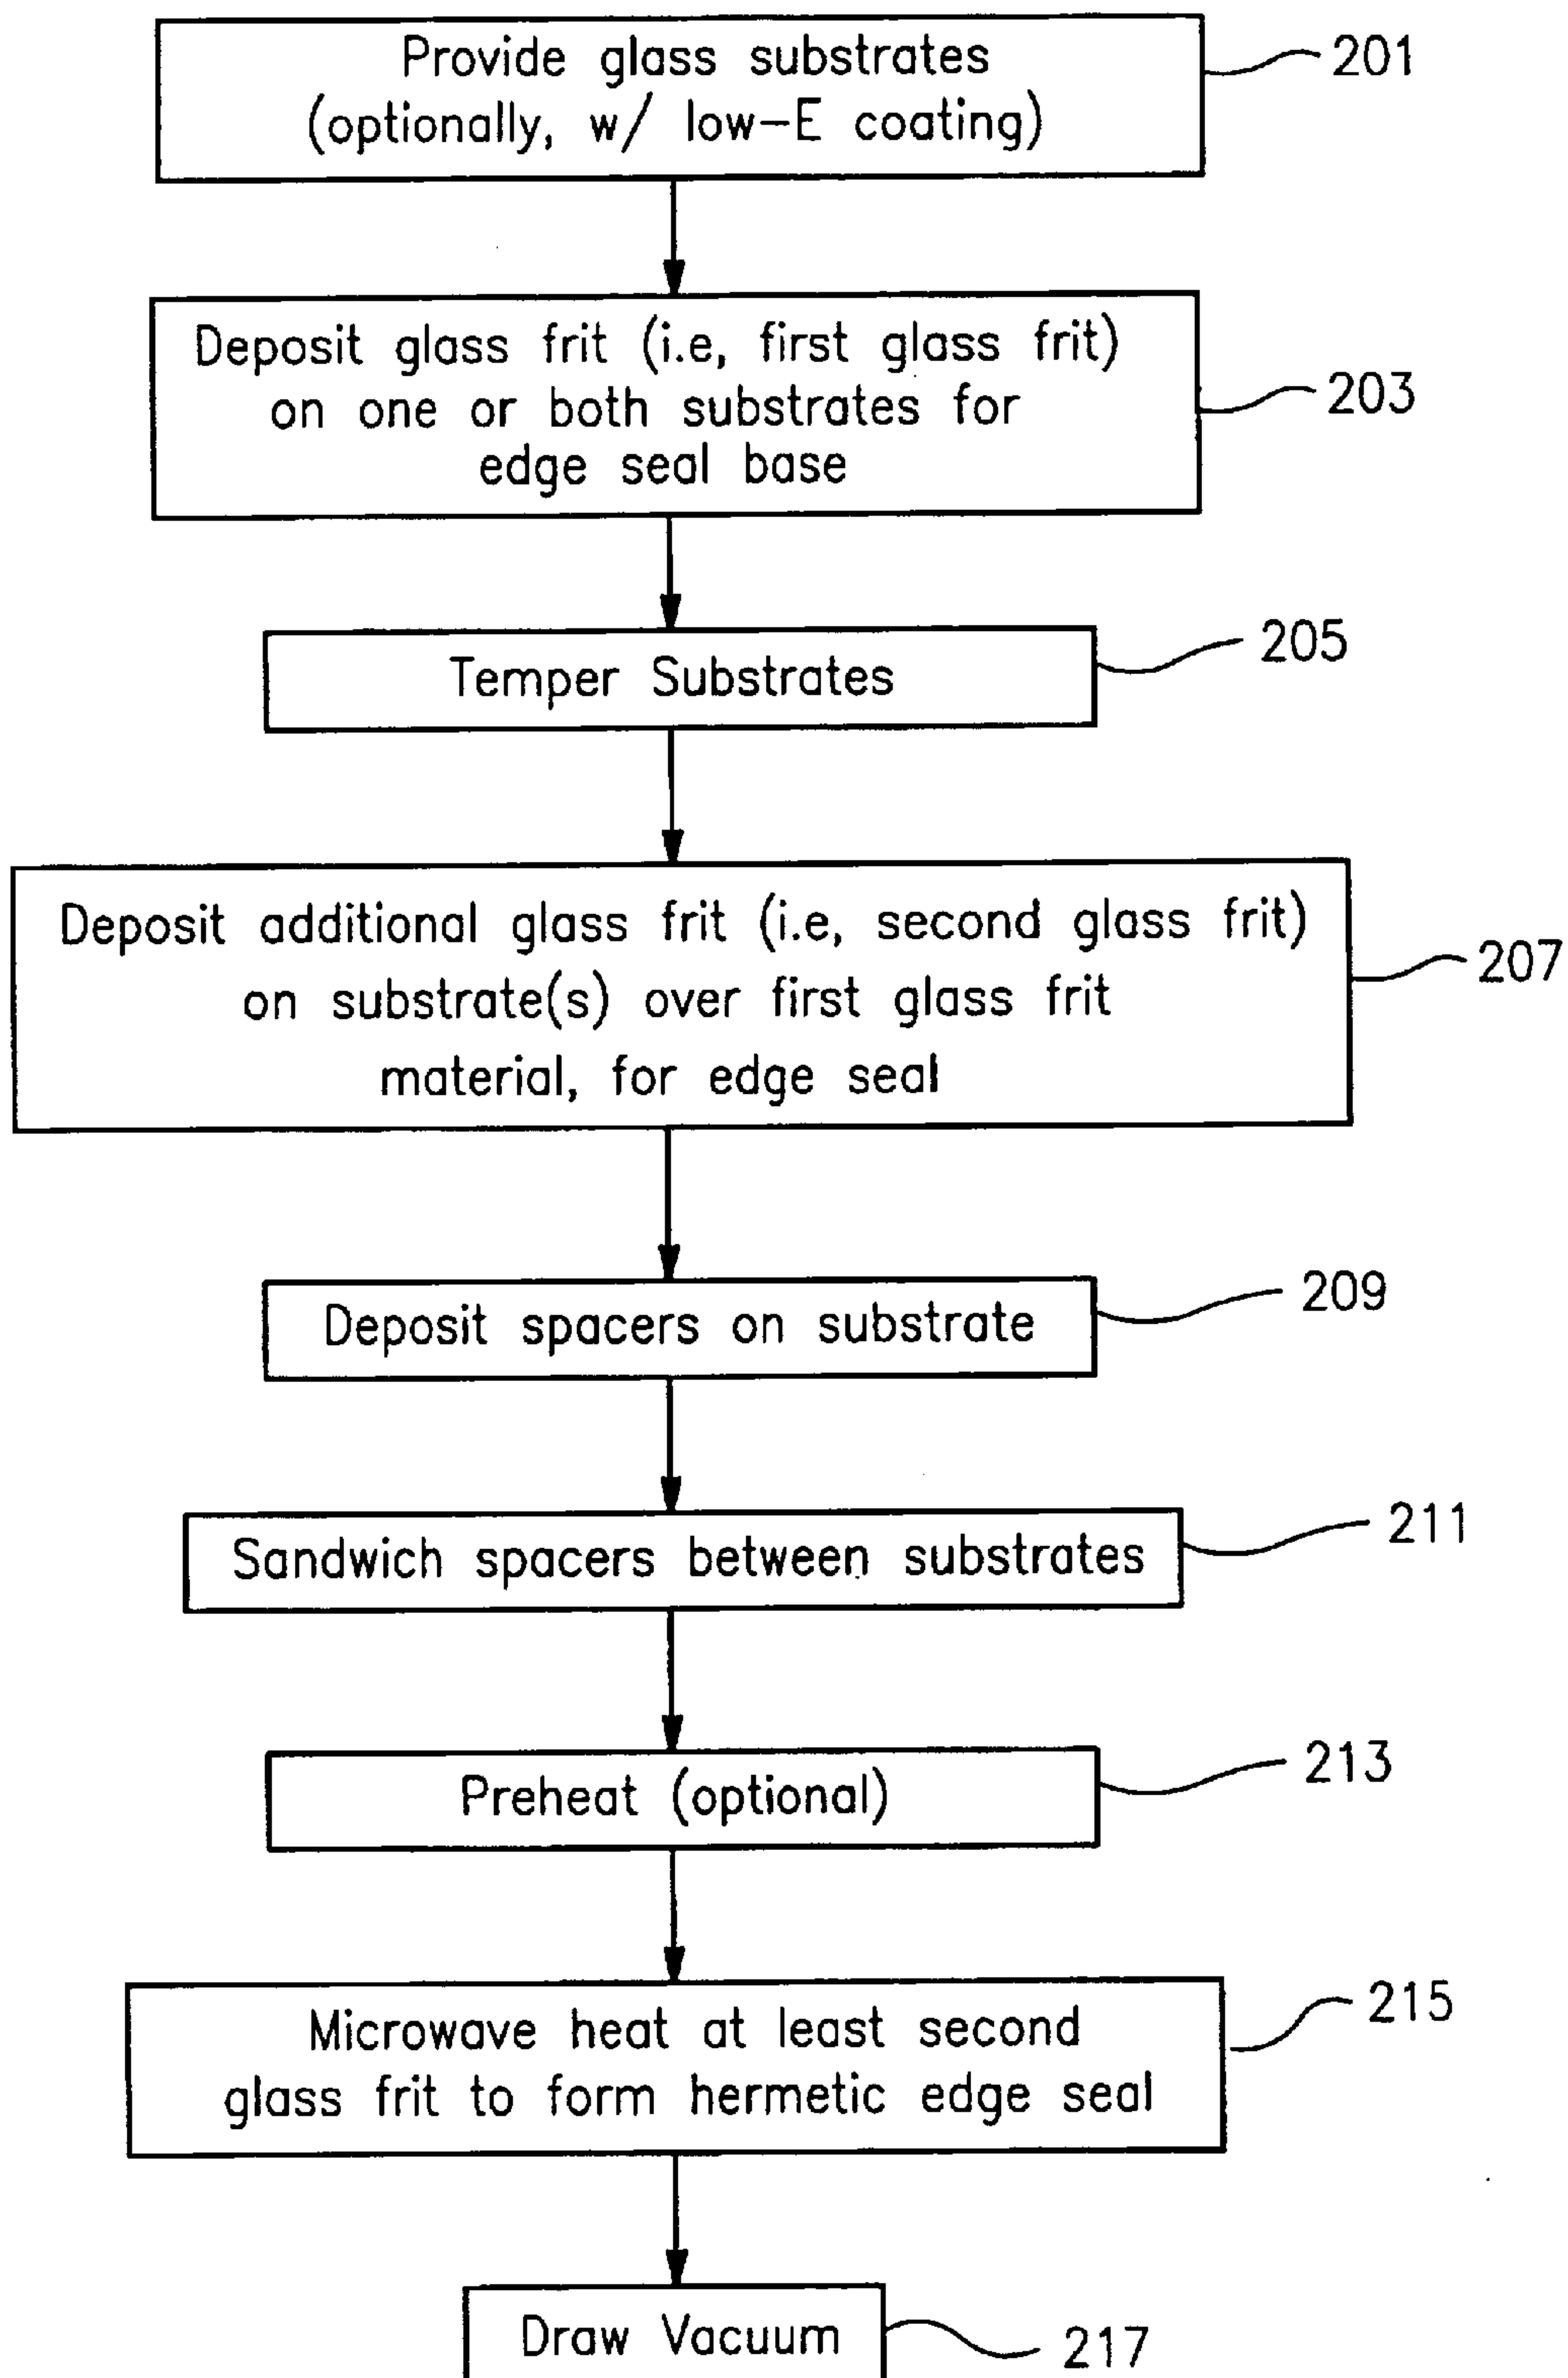 Provide glass substrates
(optionally, w/ low-E coating)
201
Deposit glass frit (i.e, first glass frit)
on one or both substrates for
edge seal base
203
Temper Substrates
205
Deposit additional glass frit (i.e, second glass frit)
on substrate(s) over first glass frit
material, for edge seal
207
Deposit spacers on substrate
209
Sandwich spacers between substrates
211
Preheat (optional)
213
Microwave heat at least second
glass frit to form hermetic edge seal
215
Draw Vacuum
217